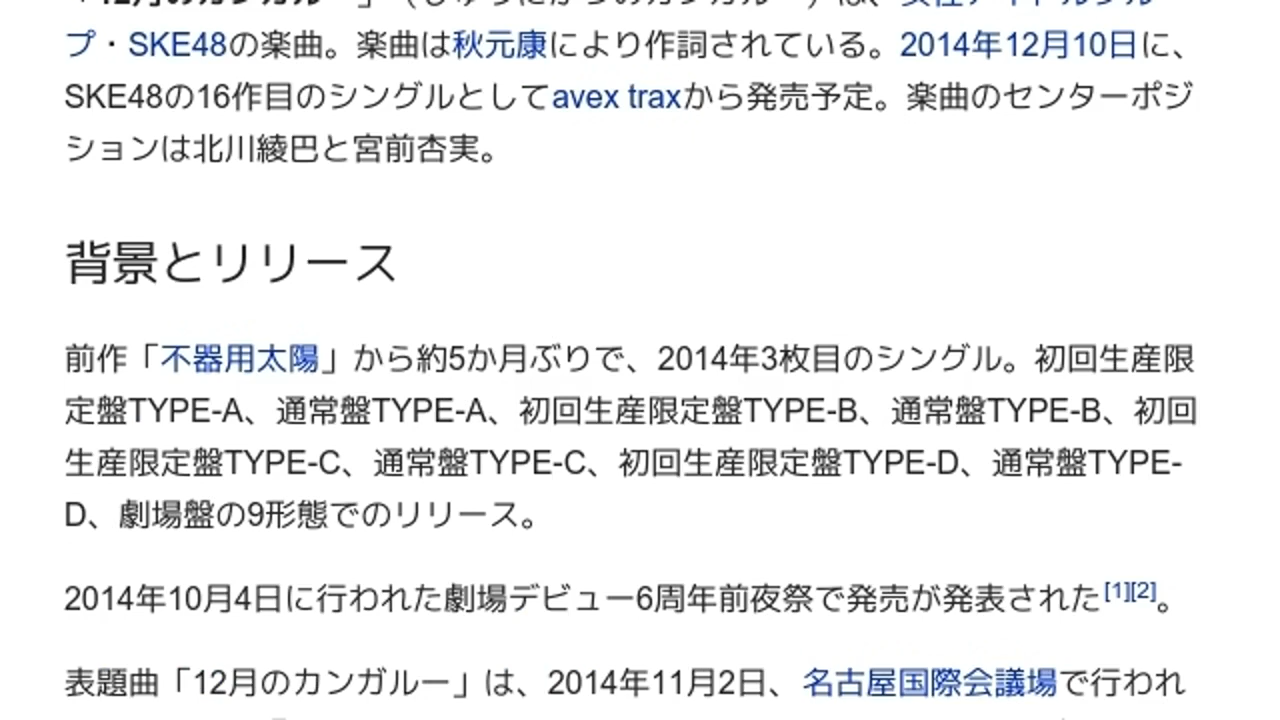 プ・SKE48の楽曲。楽曲は秋元康により作詞されている。2014年12月10日に、
SKE48の16作目のシングルとしてavex traxから発売予定。楽曲のセンターポジ
ションは北川綾巴と宮前杏実。
背景とリリース
前作「不器用太陽」から約5か月ぶりで、2014年3枚目のシングル。初回生産限
定盤TYPE-A、通常盤TYPE-A、初回生産限定盤TYPE-B、通常盤TYPE-B、初回
生産限定盤TYPE-C、通常盤TYPE-C、初回生産限定盤TYPE-D、通常盤TYPE-
D、劇場盤の9形態でのリリース。
2014年10月4日に行われた劇場デビュー6周年前夜祭で発売が発表された[1][2]。
表題曲「12月のカンガルー」は、2014年11月2日、名古屋国際会議場で行われ